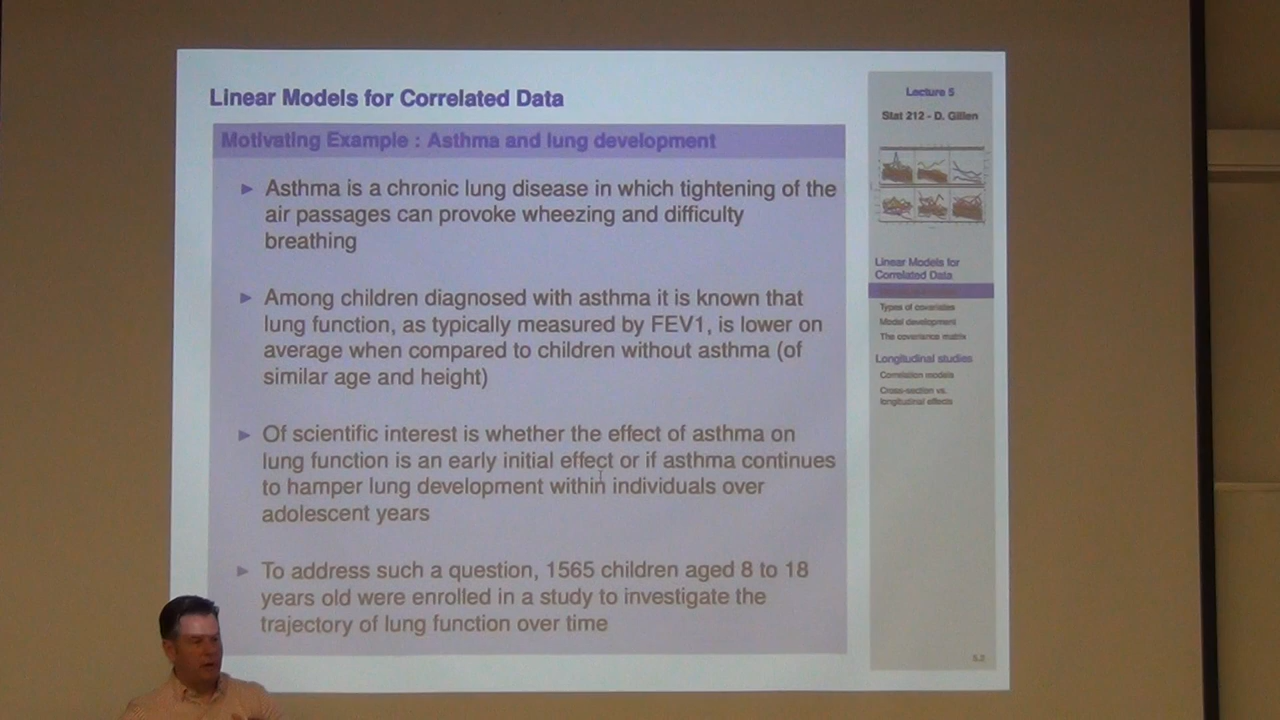 Linear Models for Correlated Data
Motivating Example : Asthma and lung development
Asthma is a chronic lung disease in which tightening of the
air passages can provoke wheezing and difficulty
breathing
Among children diagnosed with asthma it is known that
lung function, as typically measured by FEV1, is lower on
average when compared to children without asthma (of
similar age and height)
Of scientific interest is whether the effect of asthma on
lung function is an early initial effect or if asthma continues
to hamper lung development within individuals over
adolescent years
To address such a question, 1565 children aged 8 to 18
years old were enrolled in a study to investigate the
trajectory of lung function over time
Lecture 5
Stat 212 - D. Gillen
Linear Models for
Correlated Data
Types of covariates
Model development
The covariance matrix
Longitudinal studies
Correlation models
Cross-section vs.
longitudinal effects